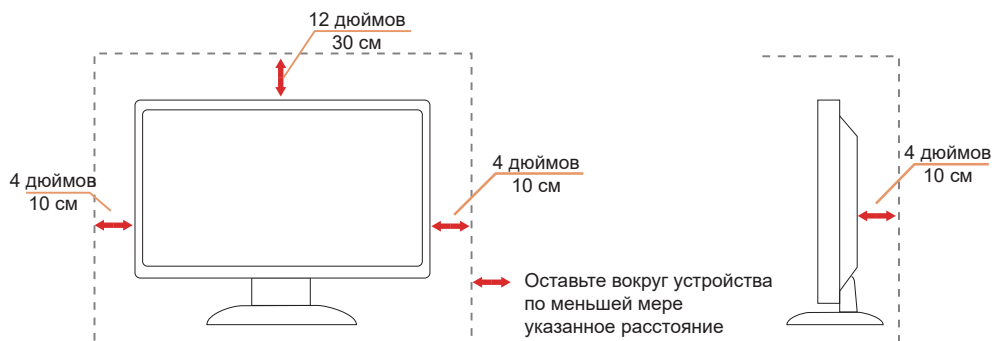 12 дюймов
30 см
4 дюймов
10 см
4 дюймов
10 см
4 дюймов
10 см
Оставьте вокруг устройства
по меньшей мере
указанное расстояние